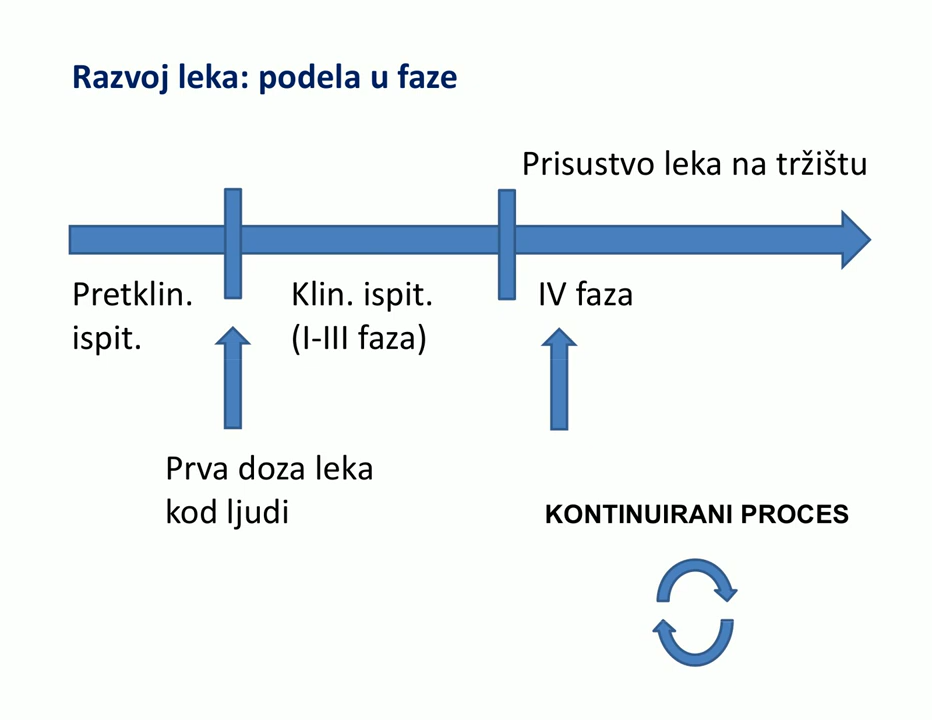 Razvoj leka: podela u faze
Prisustvo leka na tržištu
Pretklin.
ispit.
Klin. ispit.
(I-III faza)
IV faza
Prva doza leka
kod ljudi
KONTINUIRANI PROCES